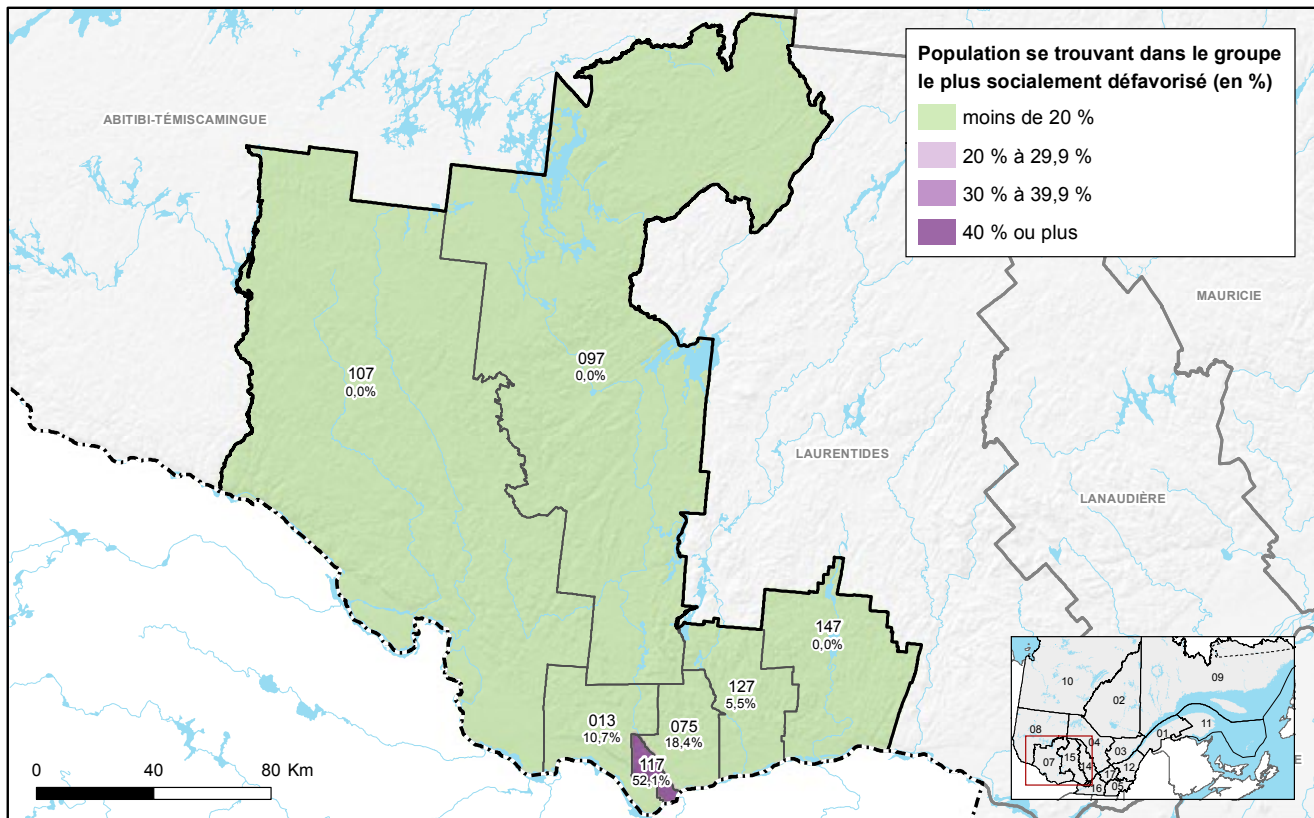 Population se trouvant dans le groupe
le plus socialement défavorisé (en %)
moins de 20 %
20 % à 29,9 %
30 % à 39,9 %
40 % ou plus
ABITIBI-TÉMISCAMINGUE
MAURICIE
LAURENTIDES
LANAUDIÈRE
107
0,0%
097
0,0%
147
0,0%
127
5,5%
013
10,7%
075
18,4%
117
52,1%
0 40 80 Km
10
09
02
08
11
01
04
03
07
15
14
12
17
16
05
E